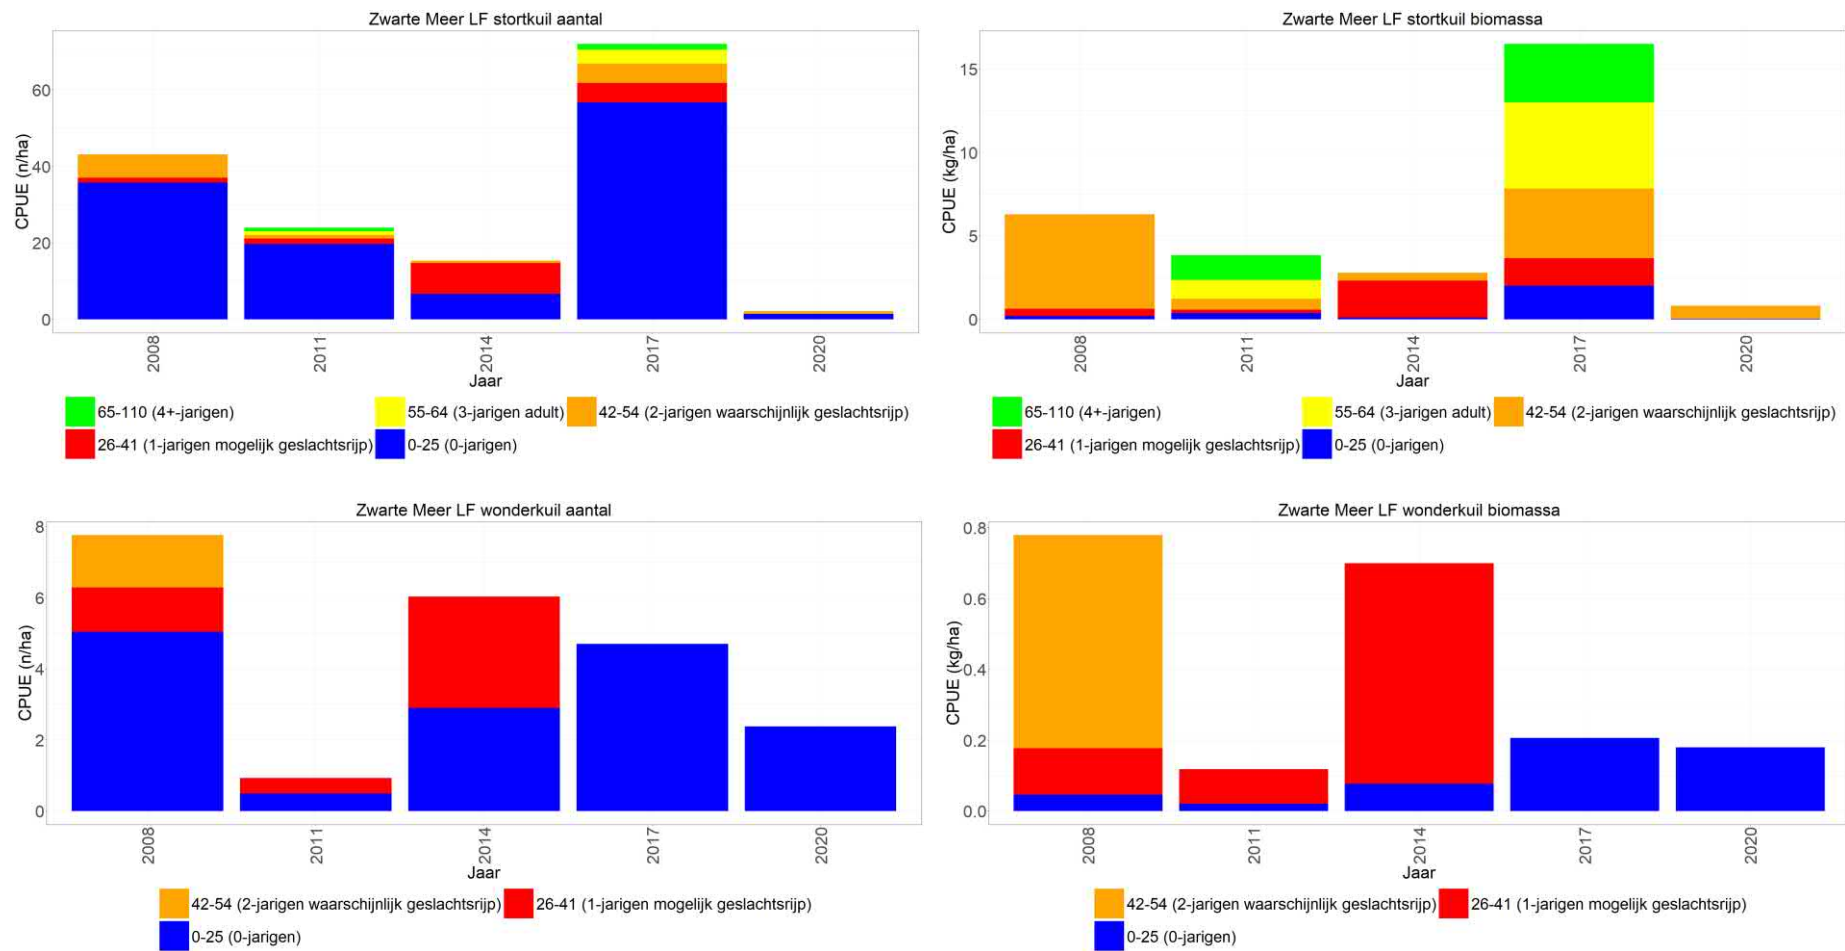 Zwarte Meer LF stortkuil aantal
CPUE (n/ha)
60
40
20
0
2008
2011
2014
2017
2020
Jaar
65-110 (4+-jarigen)
55-64 (3-jarigen adult)
42-54 (2-jarigen waarschijnlijk geslachtsrijp)
26-41 (1-jarigen mogelijk geslachtsrijp)
0-25 (0-jarigen)
Zwarte Meer LF stortkuil biomassa
CPUE (kg/ha)
15
10
5
0
2008
2011
2014
2017
2020
Jaar
65-110 (4+-jarigen)
55-64 (3-jarigen adult)
42-54 (2-jarigen waarschijnlijk geslachtsrijp)
26-41 (1-jarigen mogelijk geslachtsrijp)
0-25 (0-jarigen)
Zwarte Meer LF wonderkuil aantal
CPUE (n/ha)
8
6
4
2
0
2008
2011
2014
2017
2020
Jaar
42-54 (2-jarigen waarschijnlijk geslachtsrijp)
26-41 (1-jarigen mogelijk geslachtsrijp)
0-25 (0-jarigen)
Zwarte Meer LF wonderkuil biomassa
CPUE (kg/ha)
0.8
0.6
0.4
0.2
0.0
2008
2011
2014
2017
2020
Jaar
42-54 (2-jarigen waarschijnlijk geslachtsrijp)
26-41 (1-jarigen mogelijk geslachtsrijp)
0-25 (0-jarigen)